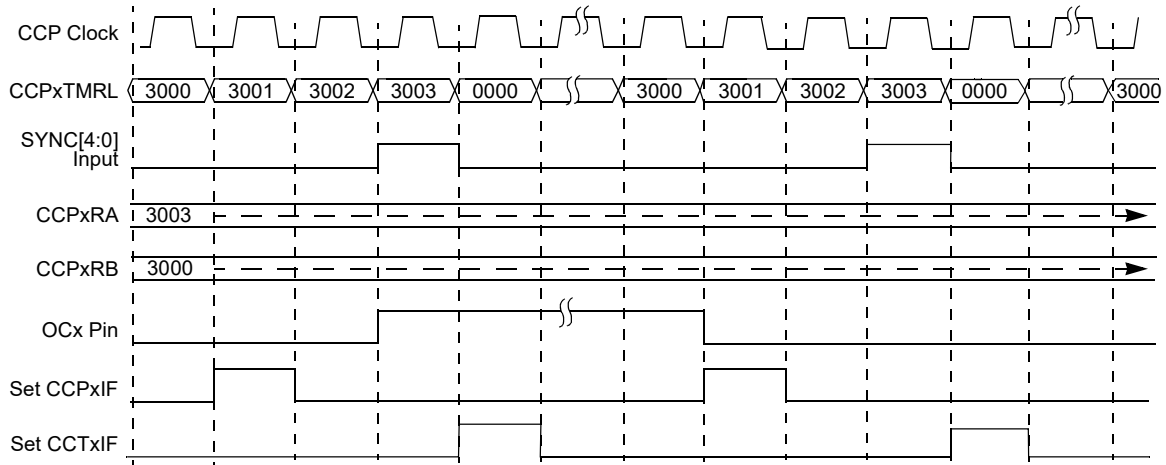 CCP Clock
CCPxTMRL 3000 3001 3002 3003 0000 3000 3001 3002 3003 0000 3000
SYNC[4:0]
Input
CCPxRA 3003
CCPxRB 3000
OCx Pin
Set CCPxIF
Set CCTxIF